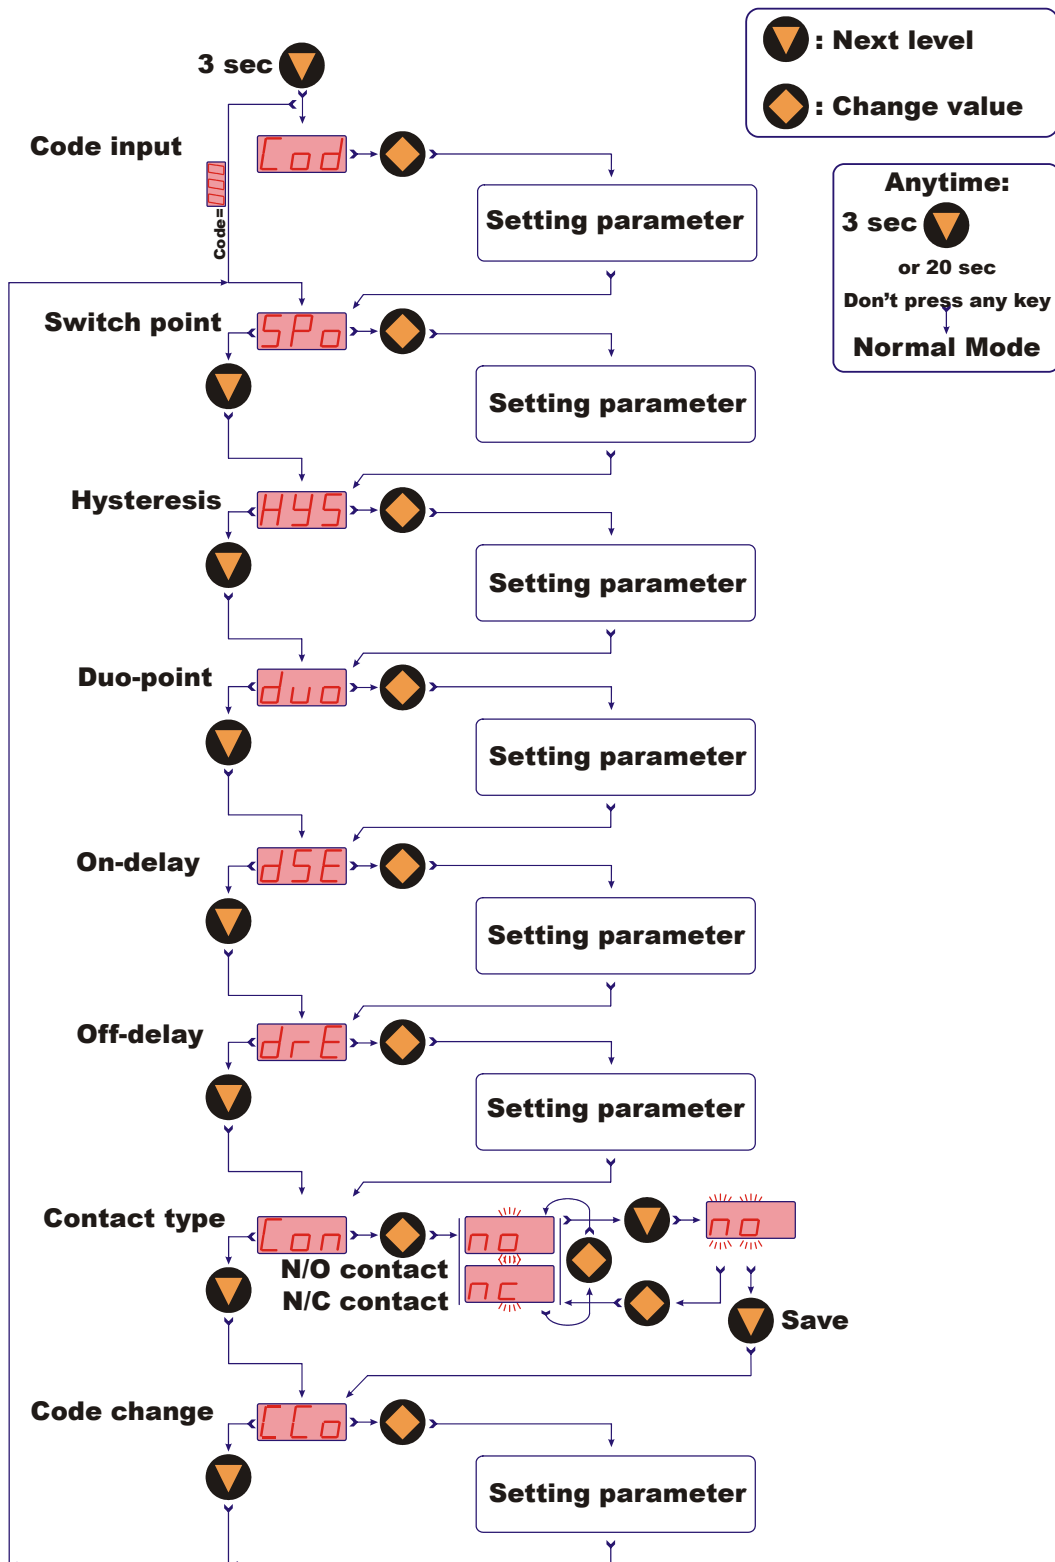 : Next level
: Change value
3 sec
Code input
Cod
Code=000
Setting parameter
Anytime:
3 sec
or 20 sec
Don't press any key
Normal Mode
Switch point
SPo
Setting parameter
Hysteresis
HYS
Setting parameter
Duo-point
duo
Setting parameter
On-delay
dSE
Setting parameter
Off-delay
drE
Setting parameter
Contact type
Con
no
no
N/O contact
nc
N/C contact
Save
Code change
CCo
Setting parameter